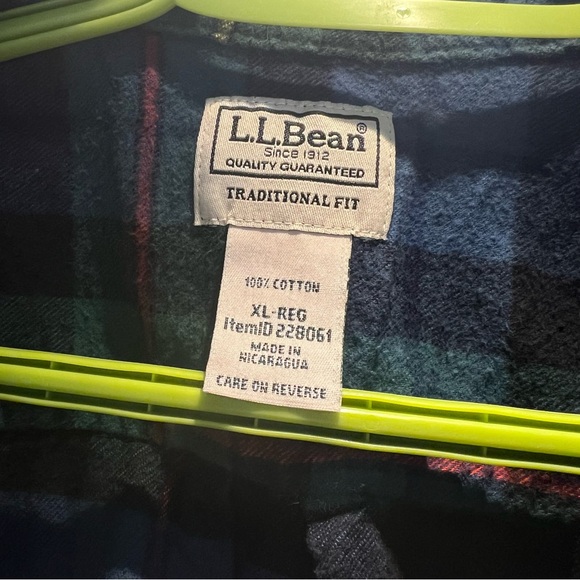 L.L.Bean®
Since 1912
QUALITY GUARANTEED
TRADITIONAL FIT
100% COTTON
XL-REG
ItemID 228061
MADE IN
NICARAGUA
CARE ON REVERSE